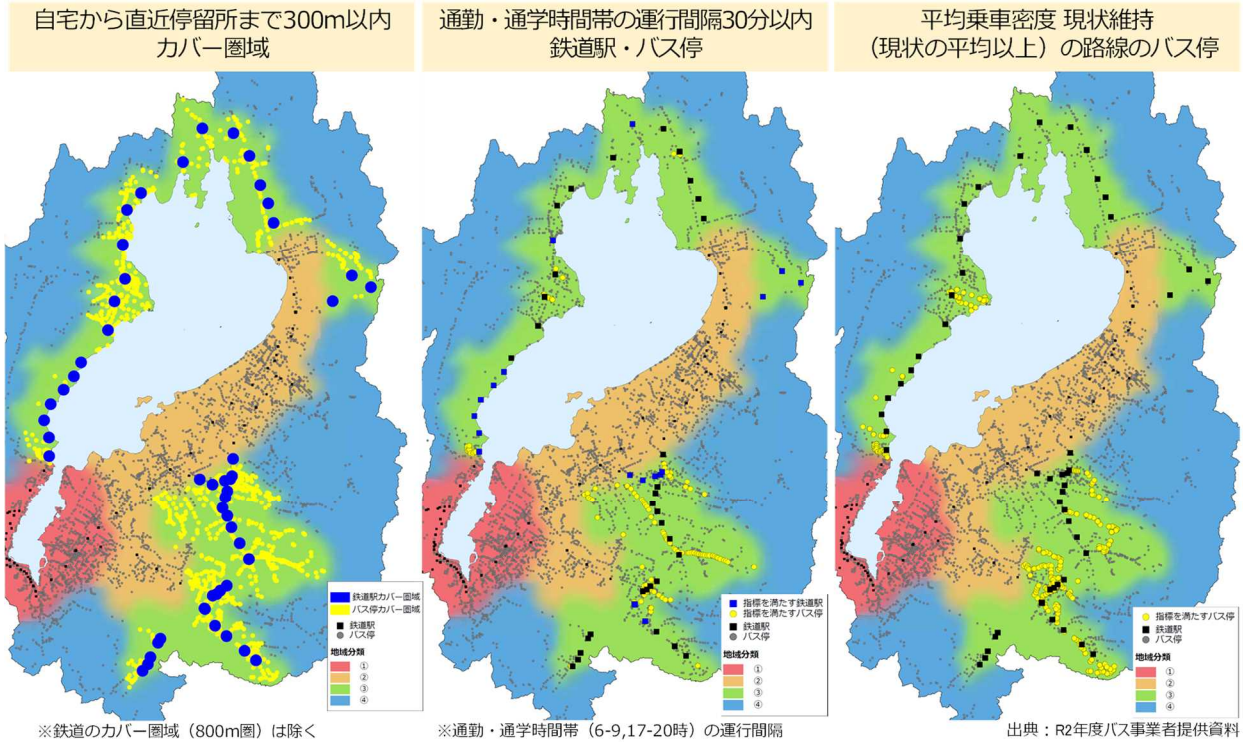 自宅から直近停留所まで300m以内
カバー圏域
通勤・通学時間帯の運行間隔30分以内
鉄道駅・バス停
平均乗車密度 現状維持
（現状の平均以上）の路線のバス停
鉄道駅カバー圏域
バス停カバー圏域
鉄道駅
バス停
地域分類
①
②
③
④
指標を満たす鉄道駅
指標を満たすバス停
鉄道駅
バス停
地域分類
①
②
③
④
指標を満たすバス停
鉄道駅
バス停
地域分類
①
②
③
④
※鉄道のカバー圏域（800m圏）は除く
※通勤・通学時間帯（6-9,17-20時）の運行間隔
出典：R2年度バス事業者提供資料